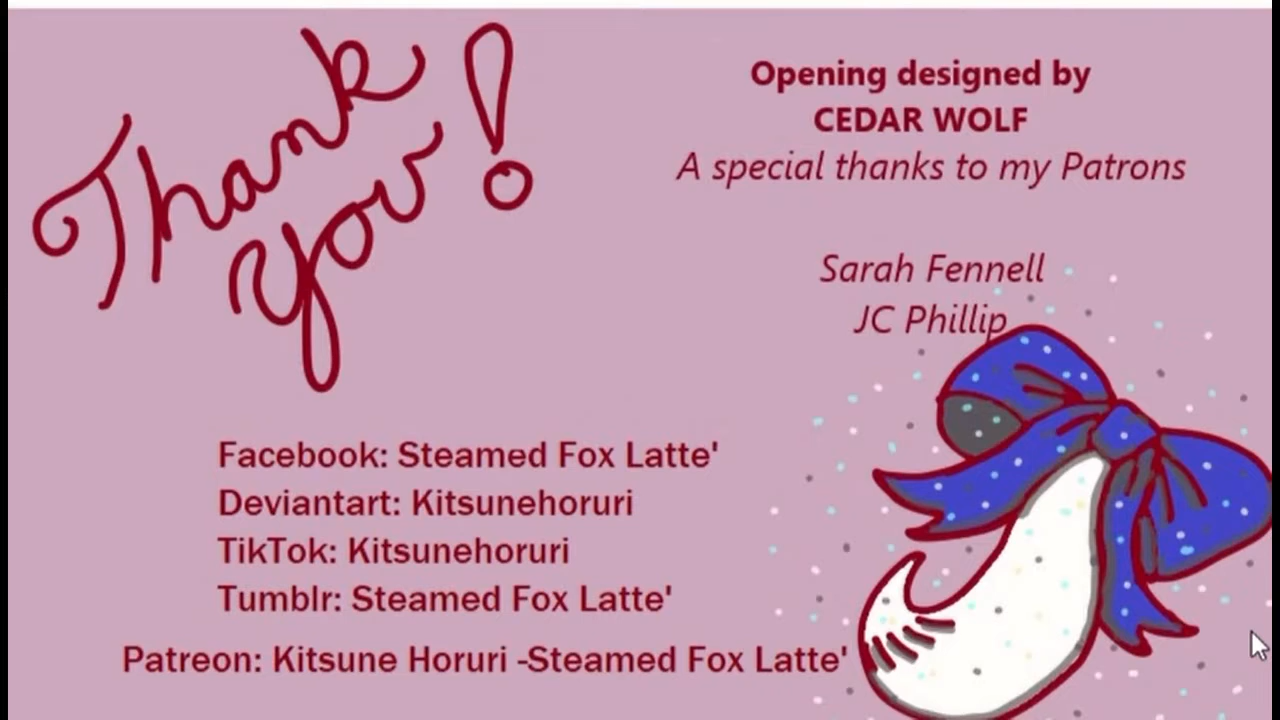 Thank
You!
Opening designed by
CEDAR WOLF
A special thanks to my Patrons
Sarah Fennell
JC Phillip
Facebook: Steamed Fox Latte'
Deviantart: Kitsunehoruri
TikTok: Kitsunehoruri
Tumblr: Steamed Fox Latte'
Patreon: Kitsune Horuri -Steamed Fox Latte'